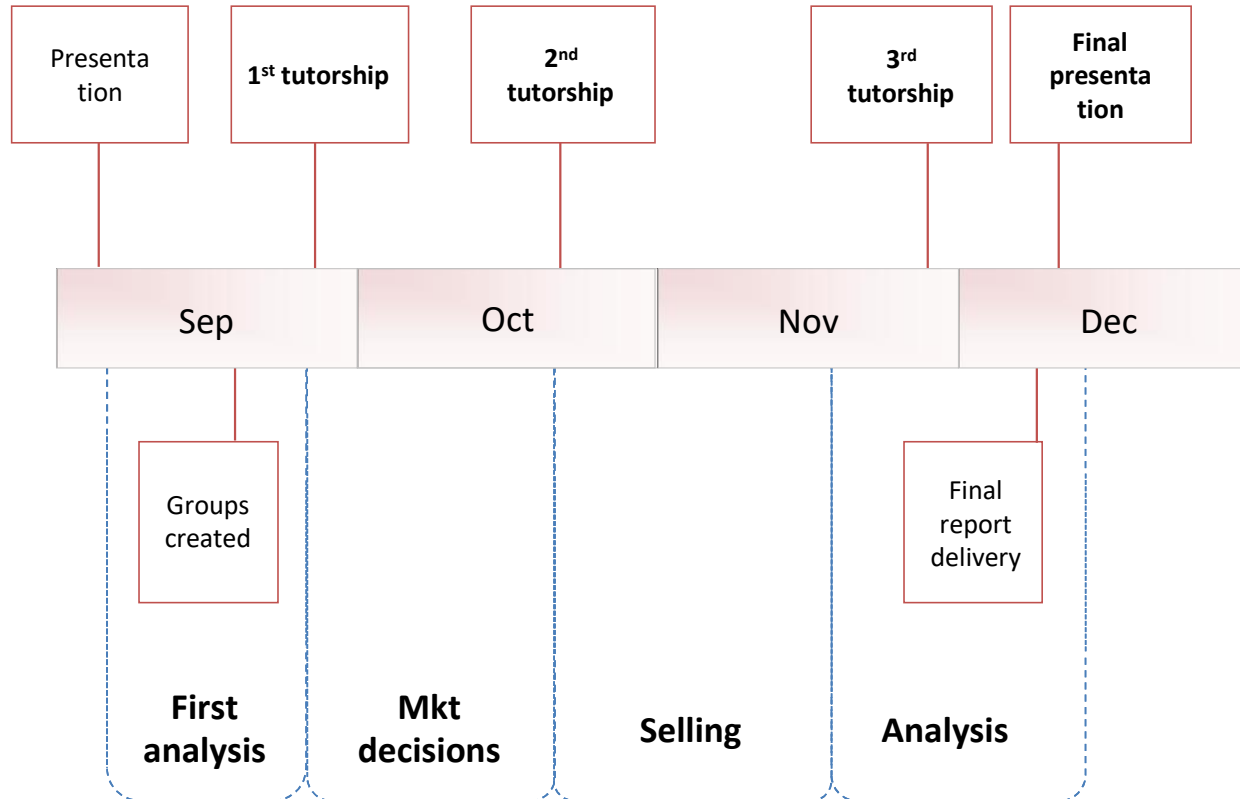 Presenta
tion
1st tutorship
2nd
tutorship
3rd
tutorship
Final
presenta
tion
Sep
Oct
Nov
Dec
Groups
created
Final
report
delivery
First
analysis
Mkt
decisions
Selling
Analysis